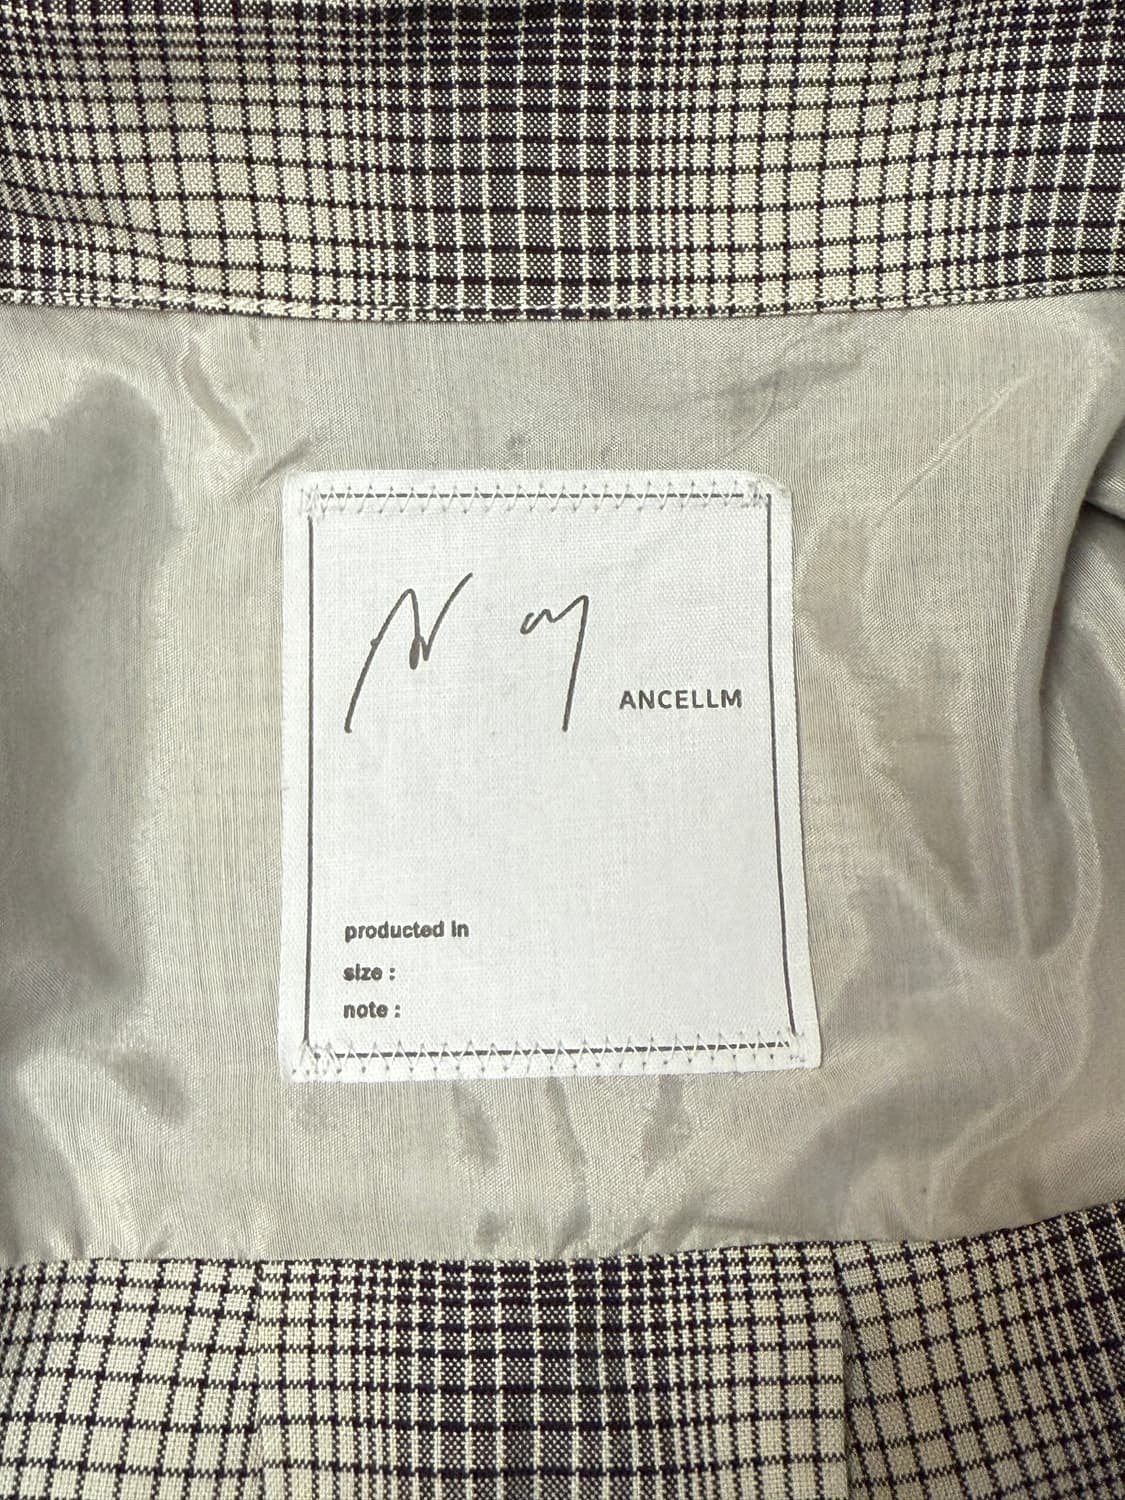 ANCELLM
producted in
size :
note :